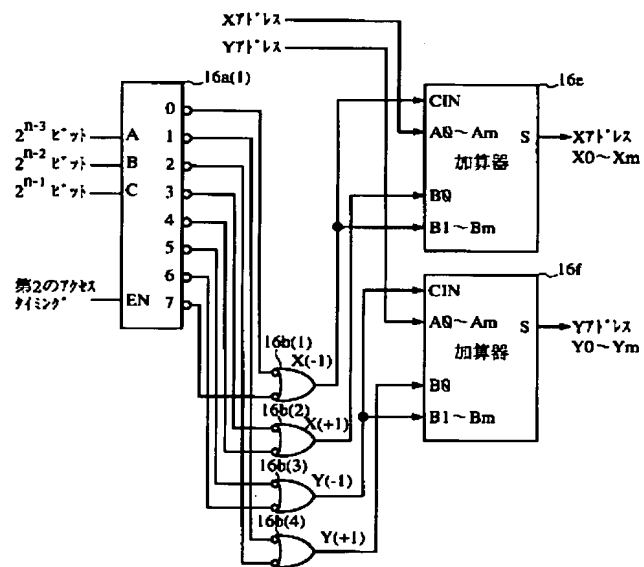 Xアドレス
Yアドレス
16a(1)
16e
0
1
2
3
4
5
6
7
2^{n-3} ビット
A
2^{n-2} ビット
B
2^{n-1} ビット
C
第2のアクセス
タイミング
EN
CIN
A0～Am
S
Xアドレス
X0～Xm
加算器
B0
B1～Bm
16f
CIN
A0～Am
S
Yアドレス
Y0～Ym
加算器
B0
B1～Bm
16b(1)
X(-1)
16b(2)
X(+1)
16b(3)
Y(-1)
16b(4)
Y(+1)